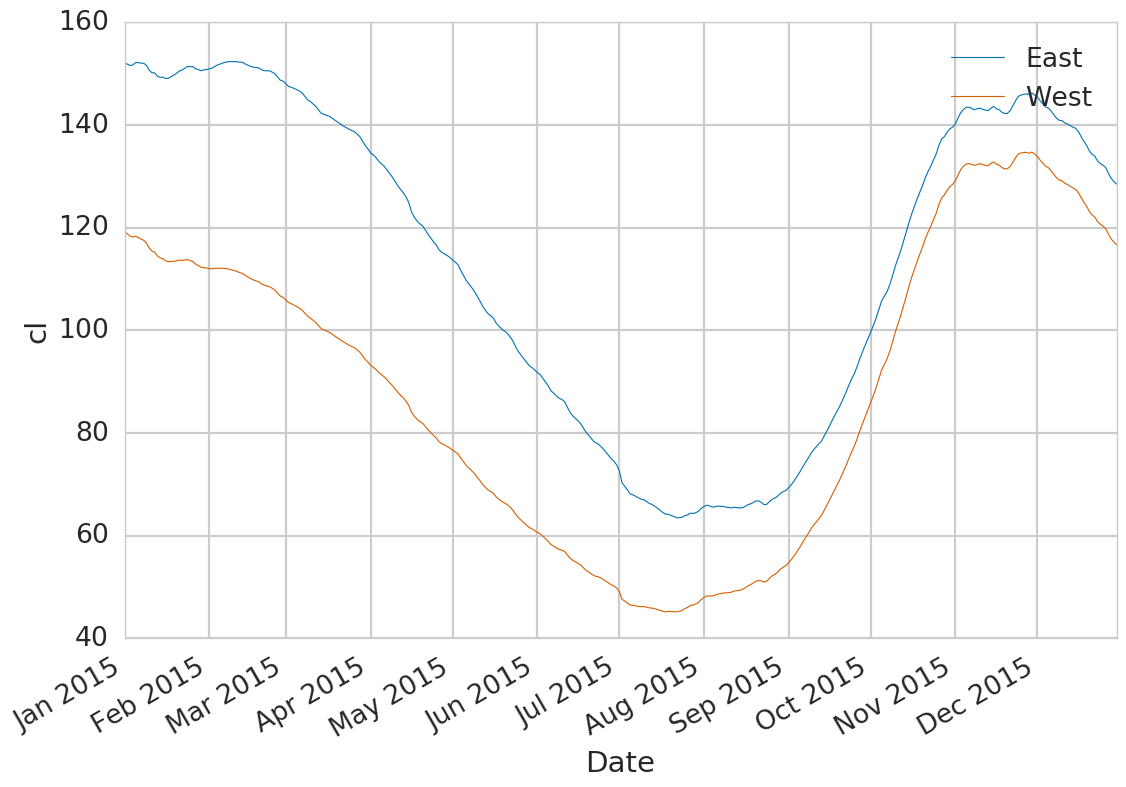 160
140
120
100
80
60
40
cl
East
West
Jan 2015
Feb 2015
Mar 2015
Apr 2015
May 2015
Jun 2015
Jul 2015
Aug 2015
Sep 2015
Oct 2015
Nov 2015
Dec 2015
Date